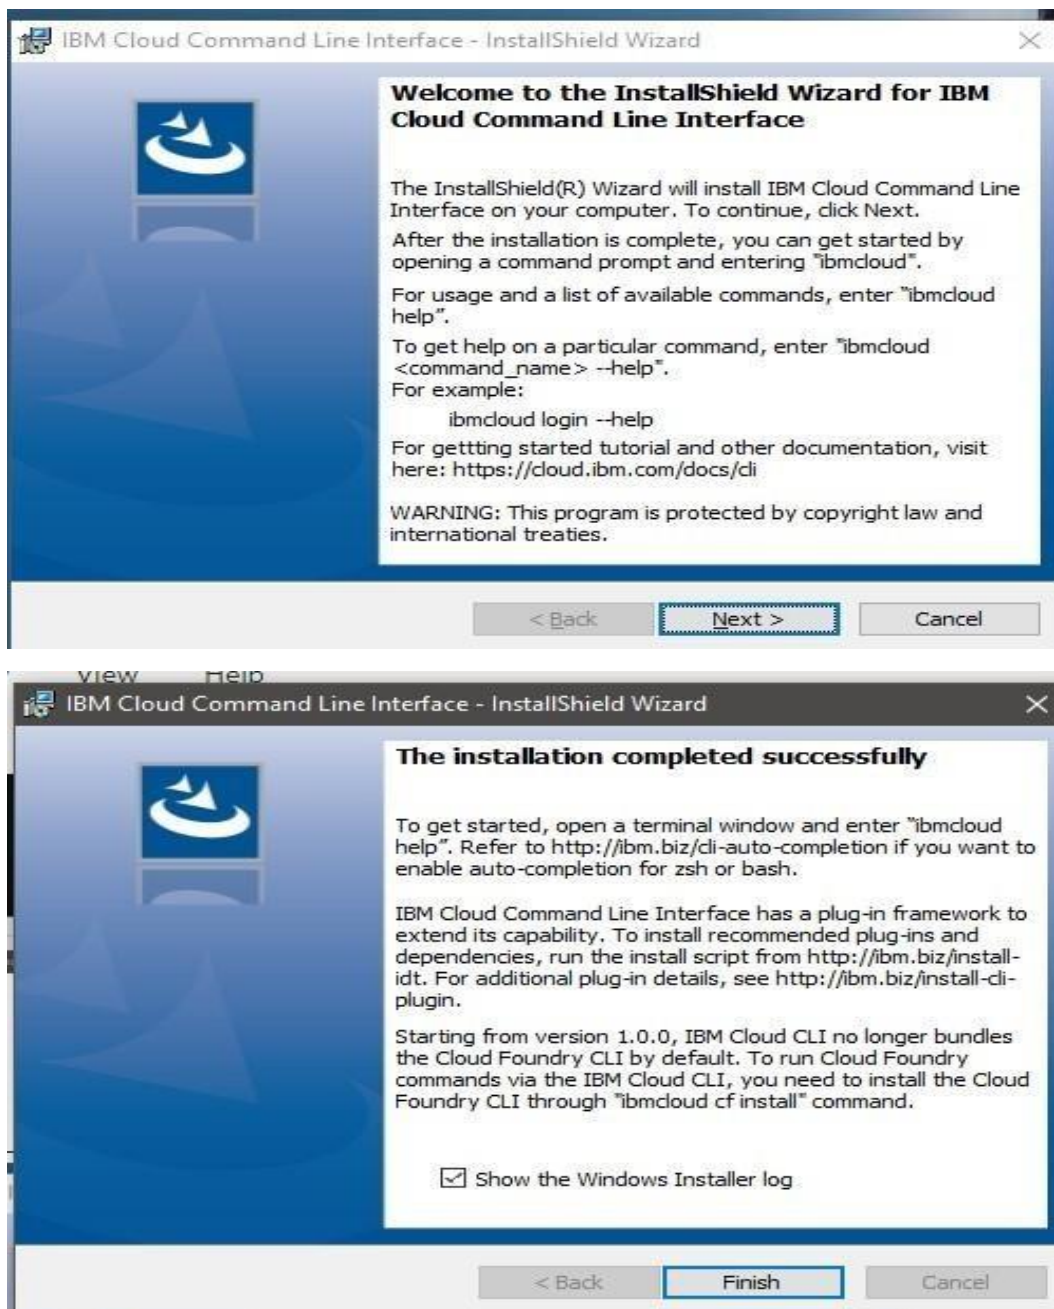 IBM Cloud Command Line Interface - InstallShield Wizard
Welcome to the InstallShield Wizard for IBM
Cloud Command Line Interface
The InstallShield(R) Wizard will install IBM Cloud Command Line
Interface on your computer. To continue, click Next.
After the installation is complete, you can get started by
opening a command prompt and entering "ibmcloud".
For usage and a list of available commands, enter “ibmcloud
help”.
To get help on a particular command, enter "ibmcloud
<command_name> --help".
For example:
ibmcloud login --help
For gettting started tutorial and other documentation, visit
here: https://cloud.ibm.com/docs/cli
WARNING: This program is protected by copyright law and
international treaties.
< Back Next > Cancel
View Help
IBM Cloud Command Line Interface - InstallShield Wizard
The installation completed successfully
To get started, open a terminal window and enter “ibmcloud
help”. Refer to http://ibm.biz/cli-auto-completion if you want to
enable auto-completion for zsh or bash.
IBM Cloud Command Line Interface has a plug-in framework to
extend its capability. To install recommended plug-ins and
dependencies, run the install script from http://ibm.biz/install-
idt. For additional plug-in details, see http://ibm.biz/install-cli-
plugin.
Starting from version 1.0.0, IBM Cloud CLI no longer bundles
the Cloud Foundry CLI by default. To run Cloud Foundry
commands via the IBM Cloud CLI, you need to install the Cloud
Foundry CLI through "ibmcloud cf install" command.
Show the Windows Installer log
< Back Finish Cancel